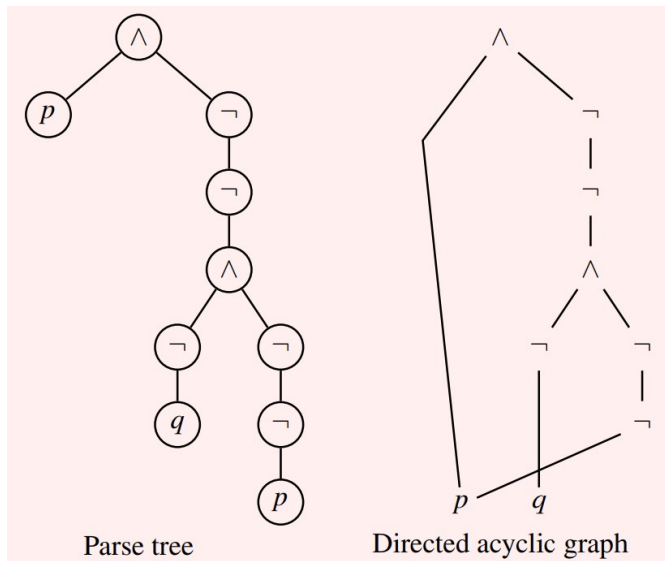 ∧ ∧
p ¬ ¬
¬ ¬
∧ ∧
¬ ¬ ¬ ¬
q ¬ ¬
p p q
Parse tree Directed acyclic graph